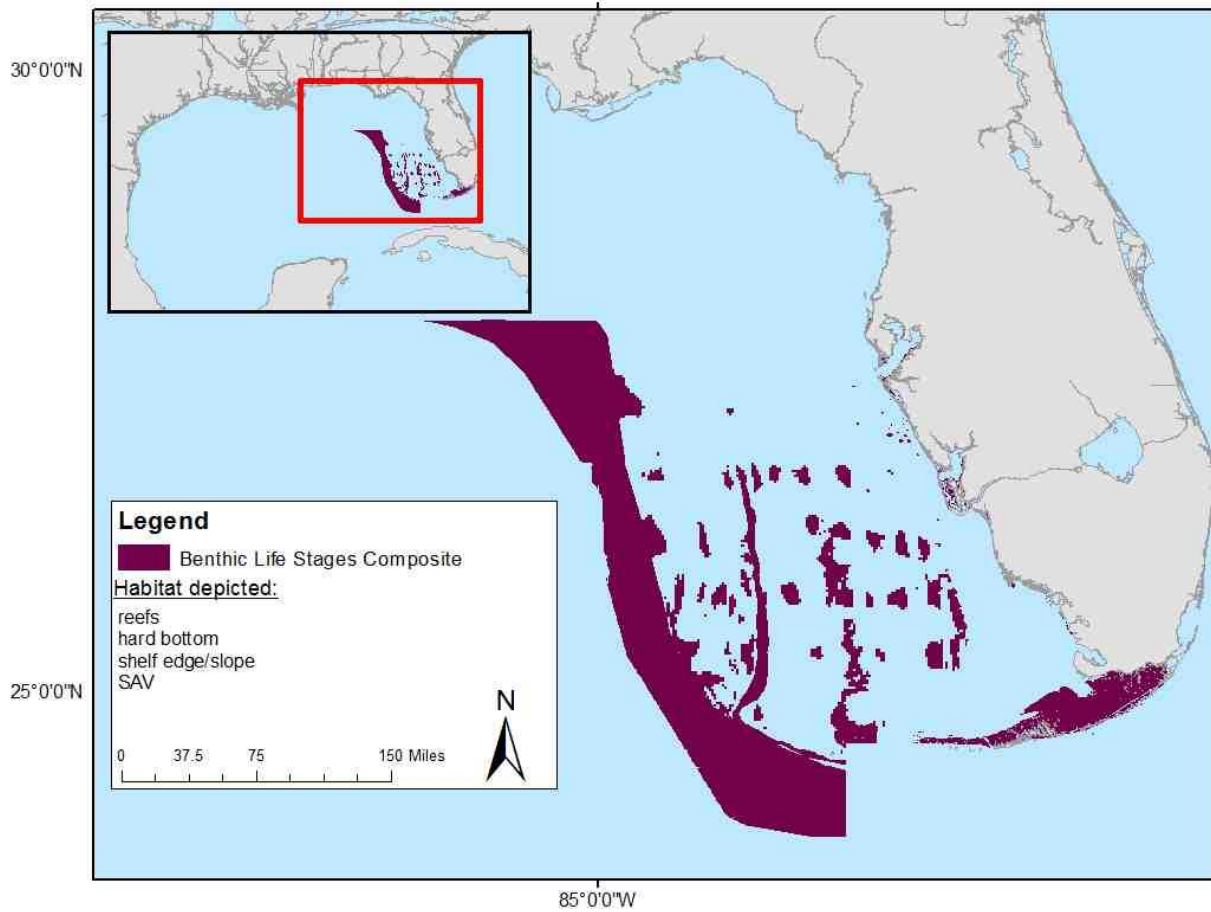 30°0'0"N
Legend
Benthic Life Stages Composite
Habitat depicted:
reefs
hard bottom
shelf edge/slope
SAV
25°0'0"N
N
0 37.5 75 150 Miles
85°0'0"W